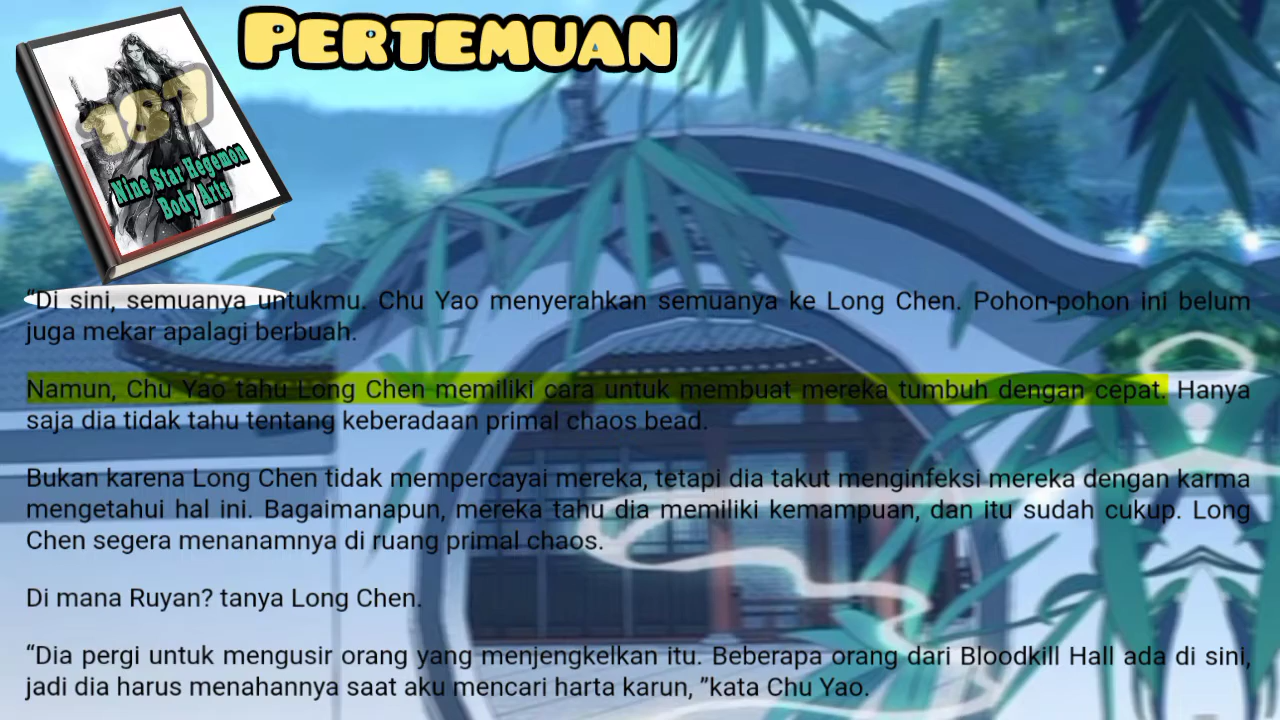 PERTEMUAN
187
Nine Star Hegemon
Body Arts
“Di sini, semuanya untukmu. Chu Yao menyerahkan semuanya ke Long Chen. Pohon-pohon ini belum
juga mekar apalagi berbuah.
Namun, Chu Yao tahu Long Chen memiliki cara untuk membuat mereka tumbuh dengan cepat. Hanya
saja dia tidak tahu tentang keberadaan primal chaos bead.
Bukan karena Long Chen tidak mempercayai mereka, tetapi dia takut menginfeksi mereka dengan karma
mengetahui hal ini. Bagaimanapun, mereka tahu dia memiliki kemampuan, dan itu sudah cukup. Long
Chen segera menanamnya di ruang primal chaos.
Di mana Ruyan? tanya Long Chen.
“Dia pergi untuk mengusir orang yang menjengkelkan itu. Beberapa orang dari Bloodkill Hall ada di sini,
jadi dia harus menahannya saat aku mencari harta karun, ”kata Chu Yao.